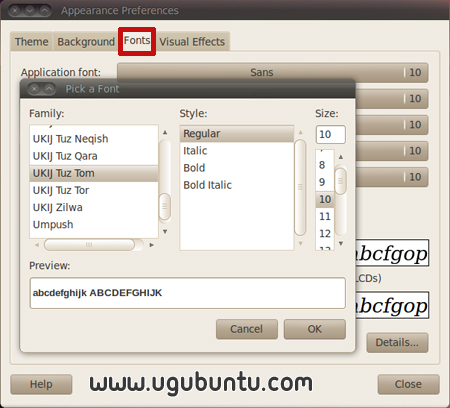 Appearance Preferences
Theme Background Fonts Visual Effects
Application font: Sans 10
10
10
10
10
Pick a Font
Family: Style: Size:
UKIJ Tuz Neqish
UKIJ Tuz Qara
UKIJ Tuz Tom
UKIJ Tuz Tor
UKIJ Zilwa
Umpush
Regular
Italic
Bold
Bold Italic
10
8
9
10
11
12
Preview:
abcdefghijk ABCDEFGHIJK
Cancel OK
abcfgop
LCDs)
abcfgop
Details...
Help www.ugubuntu.com Close